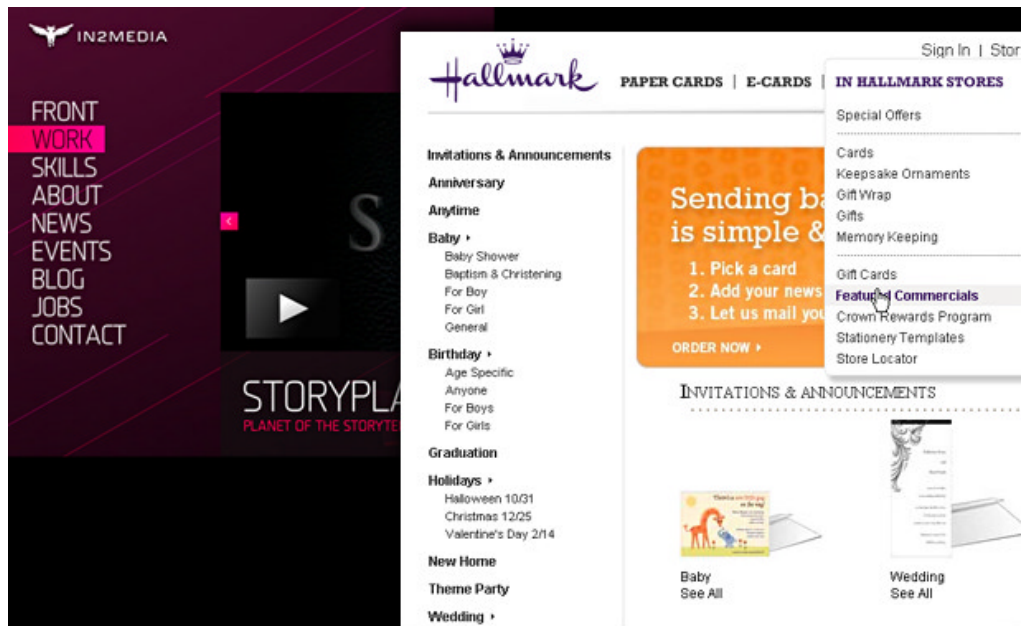 IN2MEDIA
FRONT
WORK
SKILLS
ABOUT
NEWS
EVENTS
BLOG
JOBS
CONTACT
S
STORYPLA
PLANET OF THE STORYTE
Hallmark
PAPER CARDS | E-CARDS |
Sign In | Stor
IN HALLMARK STORES
Special Offers
Cards
Keepsake Ornaments
Gift Wrap
Gifts
Memory Keeping
Gift Cards
Featured Commercials
Crown Rewards Program
Stationery Templates
Store Locator
Invitations & Announcements
Anniversary
Anytime
Baby
Baby Shower
Baptism & Christening
For Boy
For Girl
General
Birthday
Age Specific
Anyone
For Boys
For Girls
Graduation
Holidays
Halloween 10/31
Christmas 12/25
Valentine's Day 2/14
New Home
Theme Party
Wedding
Sending ba
is simple &
1. Pick a card
2. Add your news
3. Let us mail you
ORDER NOW
INVITATIONS & ANNOUNCEMENTS
Baby
See All
Wedding
See All